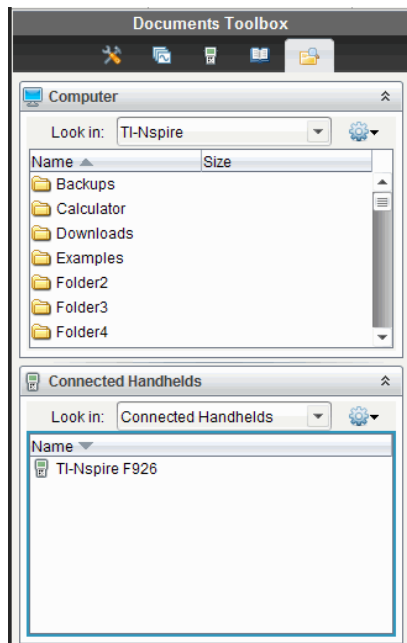 Documents Toolbox
Computer
Look in: TI-Nspire
Name Size
Backups
Calculator
Downloads
Examples
Folder2
Folder3
Folder4
Connected Handhelds
Look in: Connected Handhelds
Name
TI-Nspire F926